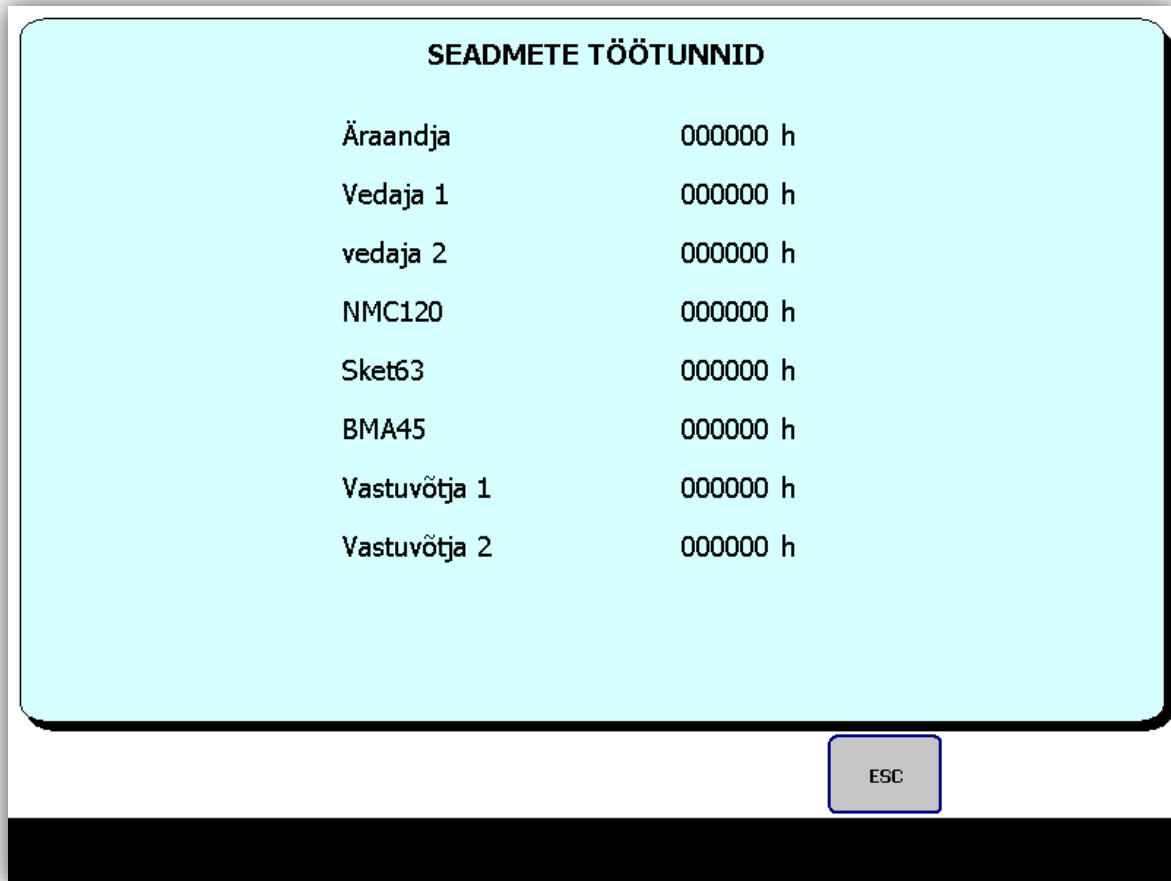 SEADMETE TÖÖTUNNID
Äraandja 000000 h
Vedaja 1 000000 h
vedaja 2 000000 h
NMC120 000000 h
Sket63 000000 h
BMA45 000000 h
Vastuvõtja 1 000000 h
Vastuvõtja 2 000000 h
ESC